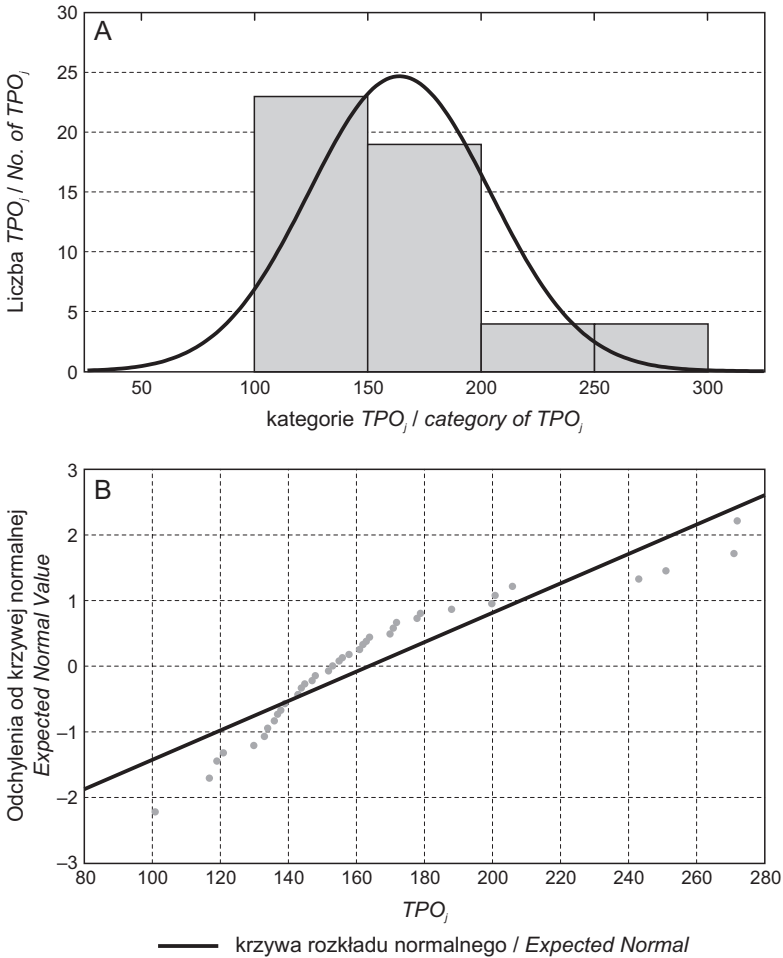 A
30
25
20
15
10
5
0
Liczba TPOj / No. of TPOj
50 100 150 200 250 300
kategorie TPOj / category of TPOj
B
3
2
1
0
–1
–2
–3
Odchylenia od krzywej normalnej
Expected Normal Value
80 100 120 140 160 180 200 220 240 260 280
TPOj
krzywa rozkładu normalnego / Expected Normal